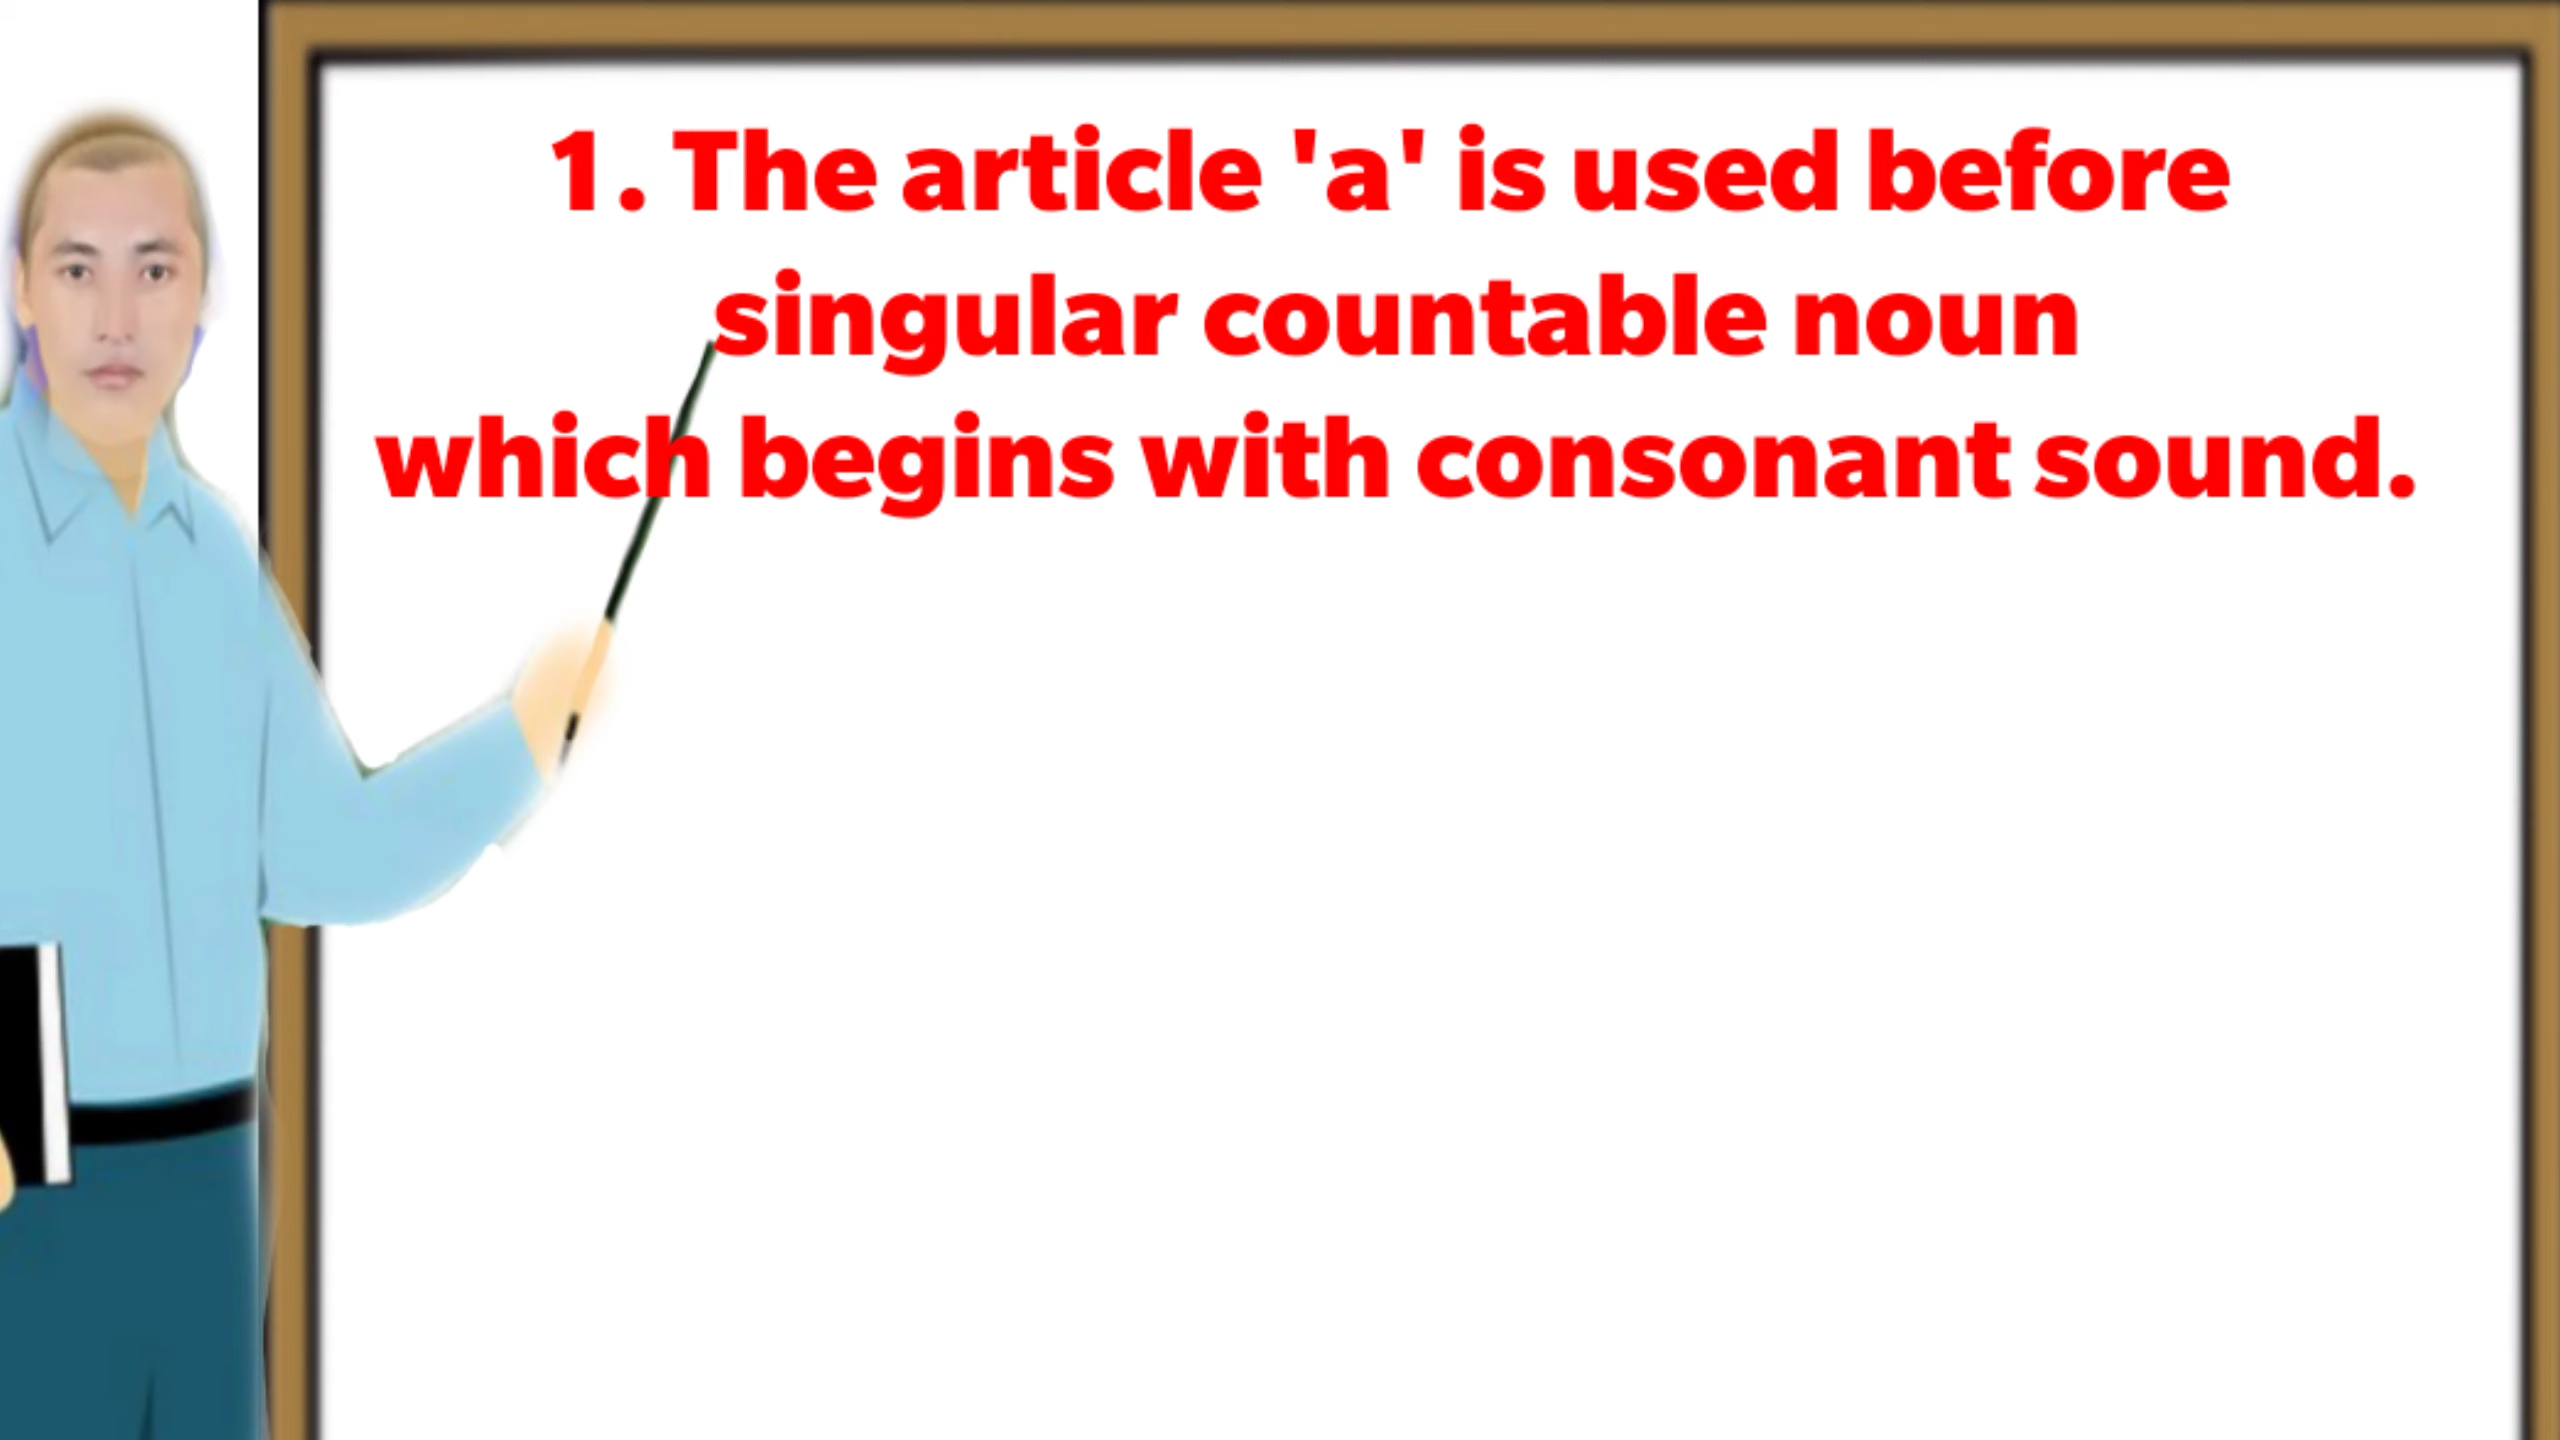 1. The article 'a' is used before
singular countable noun
which begins with consonant sound.